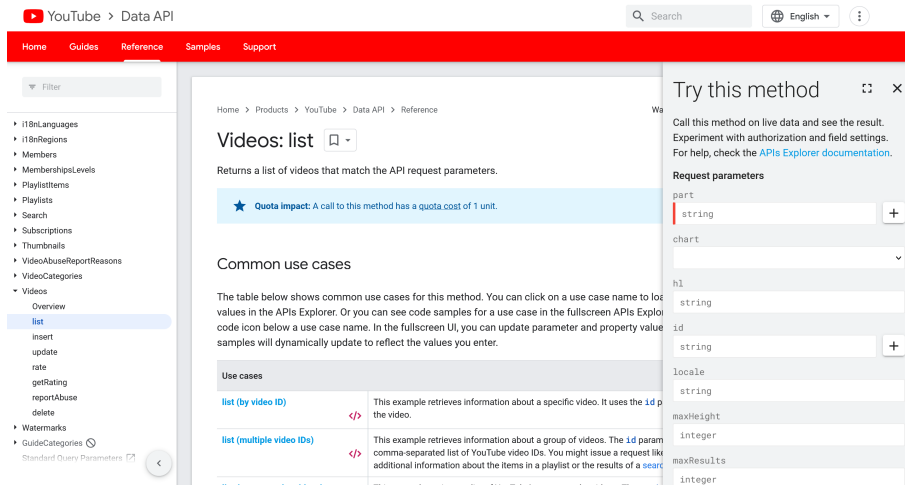 YouTube > Data API
Search
English
Home Guides Reference Samples Support
Filter
i18nLanguages
i18nRegions
Members
MembershipsLevels
PlaylistItems
Playlists
Search
Subscriptions
Thumbnails
VideoAbuseReportReasons
VideoCategories
Videos
Overview
list
insert
update
rate
getRating
reportAbuse
delete
Watermarks
GuideCategories
Standard Query Parameters
Home > Products > YouTube > Data API > Reference
Wa
Videos: list
Returns a list of videos that match the API request parameters.
Quota impact: A call to this method has a quota cost of 1 unit.
Common use cases
The table below shows common use cases for this method. You can click on a use case name to loa
values in the APIs Explorer. Or you can see code samples for a use case in the fullscreen APIs Explo
code icon below a use case name. In the fullscreen UI, you can update parameter and property value
samples will dynamically update to reflect the values you enter.
Use cases
list (by video ID)
</>
This example retrieves information about a specific video. It uses the id p
the video.
list (multiple video IDs)
</>
This example retrieves information about a group of videos. The id param
comma-separated list of YouTube video IDs. You might issue a request like
additional information about the items in a playlist or the results of a searc
Try this method
Call this method on live data and see the result.
Experiment with authorization and field settings.
For help, check the APIs Explorer documentation.
Request parameters
part
string
chart
hl
string
id
string
locale
string
maxHeight
integer
maxResults
integer